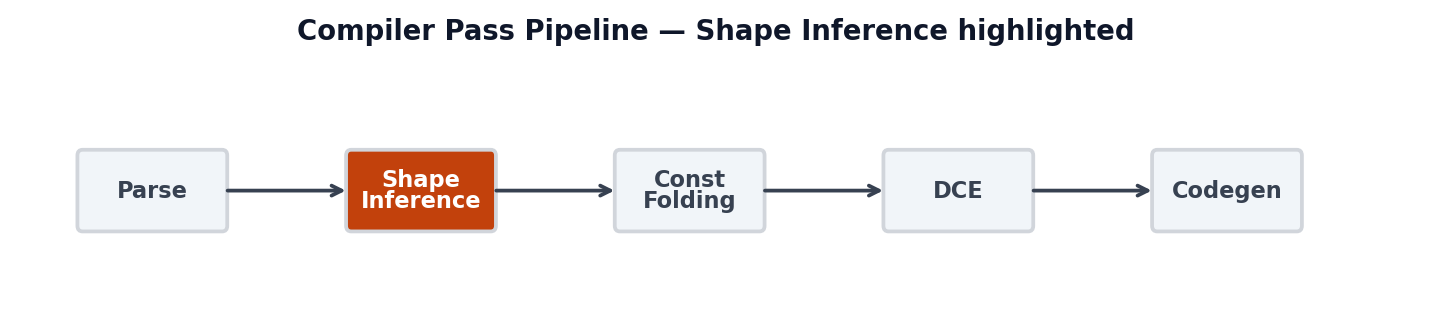 Compiler Pass Pipeline — Shape Inference highlighted
Parse
Shape
Inference
Const
Folding
DCE
Codegen